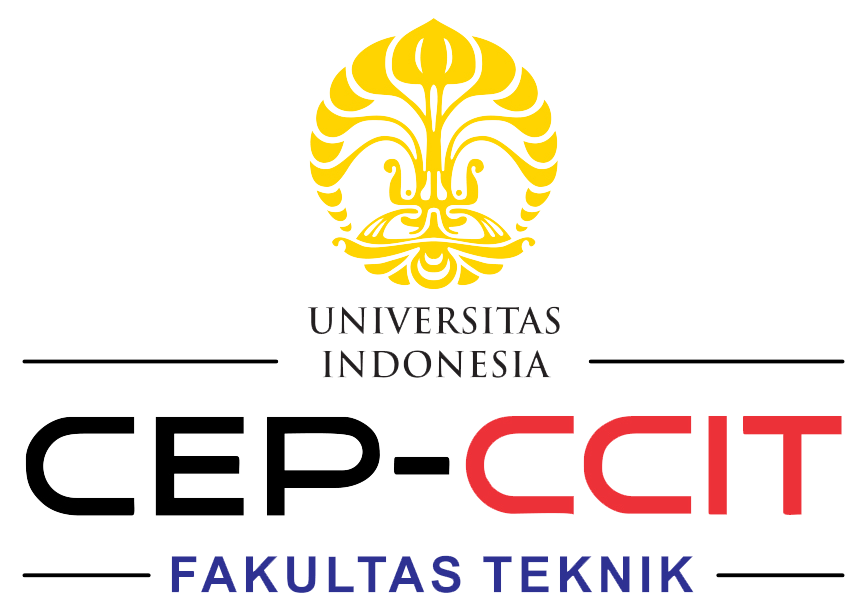 UNIVERSITAS
INDONESIA
CEP-CCIT
FAKULTAS TEKNIK